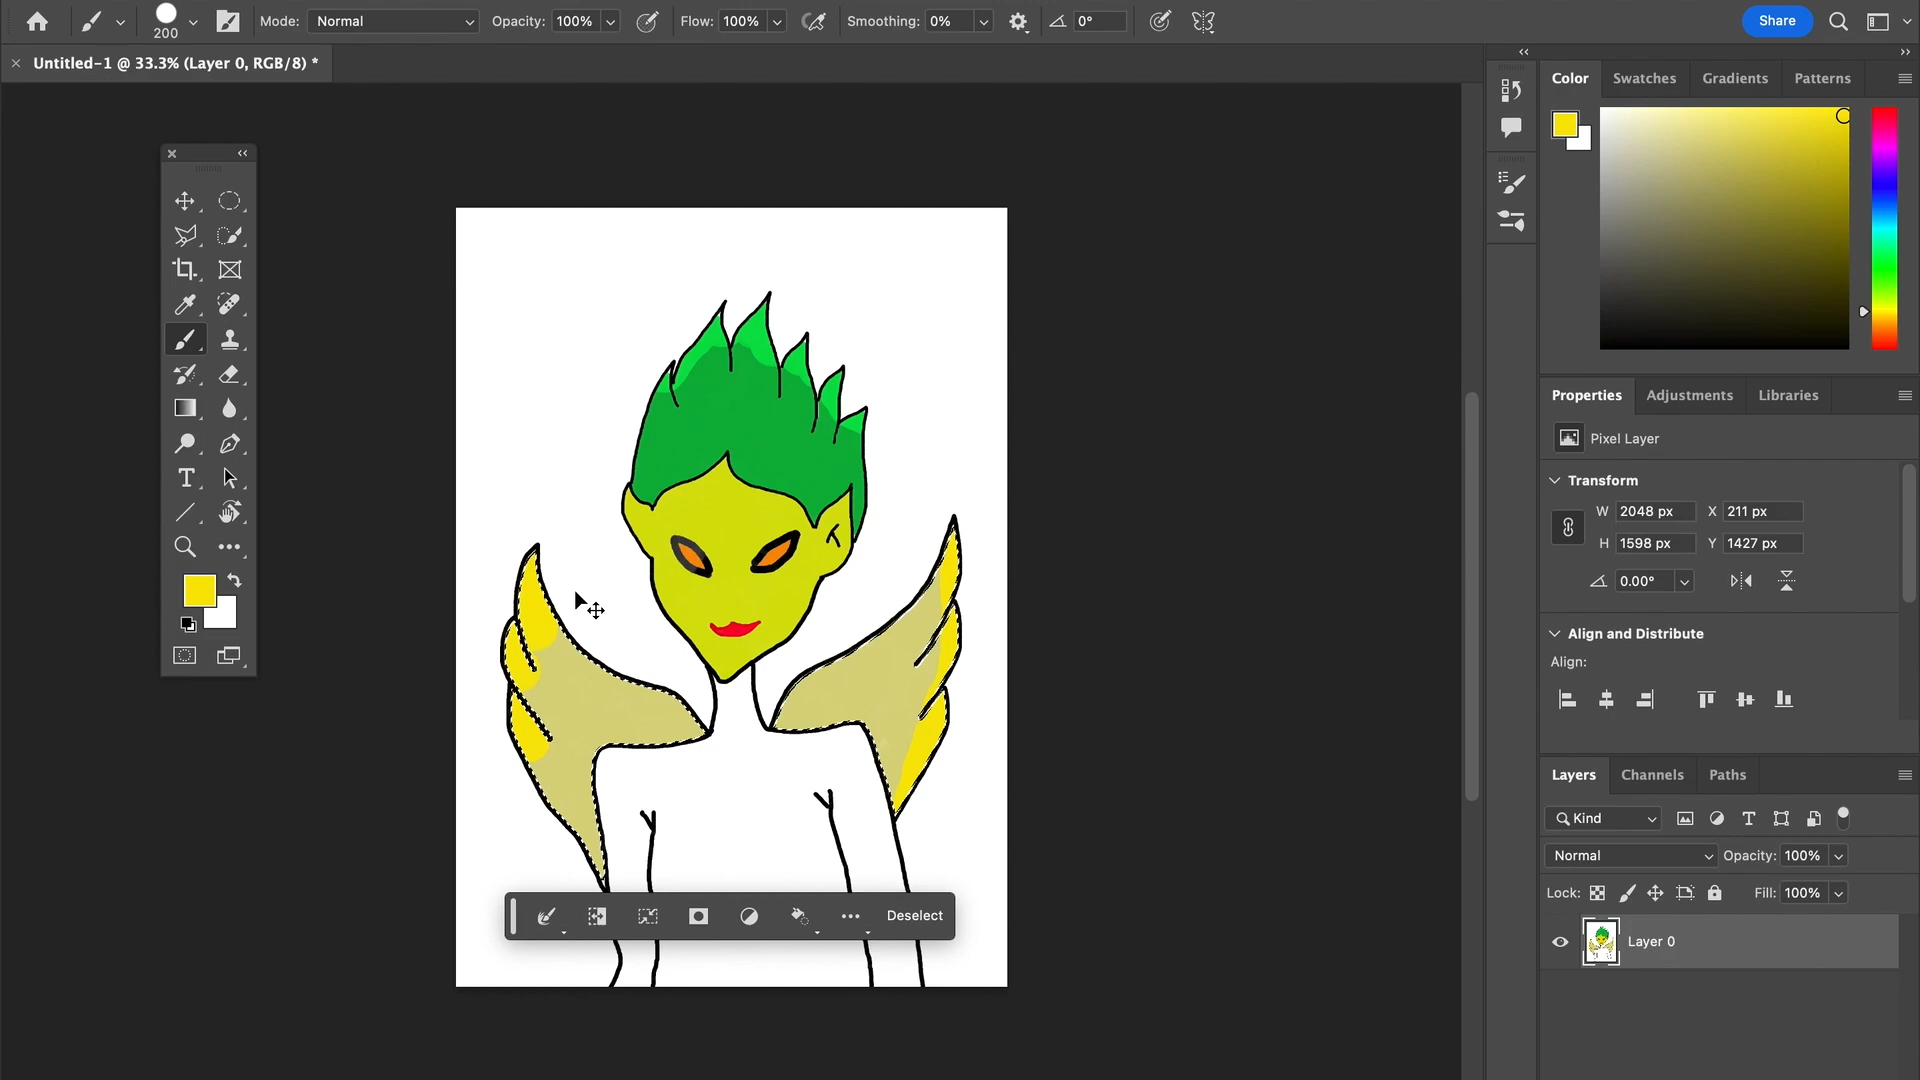 200 Mode: Normal Opacity: 100% Flow: 100% Smoothing: 0% 0° Share
Untitled-1 @ 33.3% (Layer 0, RGB/8) *
Color Swatches Gradients Patterns
Properties Adjustments Libraries
Pixel Layer
Transform
W 2048 px X 211 px
H 1598 px Y 1427 px
0.00°
Align and Distribute
Align:
Layers Channels Paths
Kind
Normal Opacity: 100%
Lock: Fill: 100%
Deselect
Layer 0